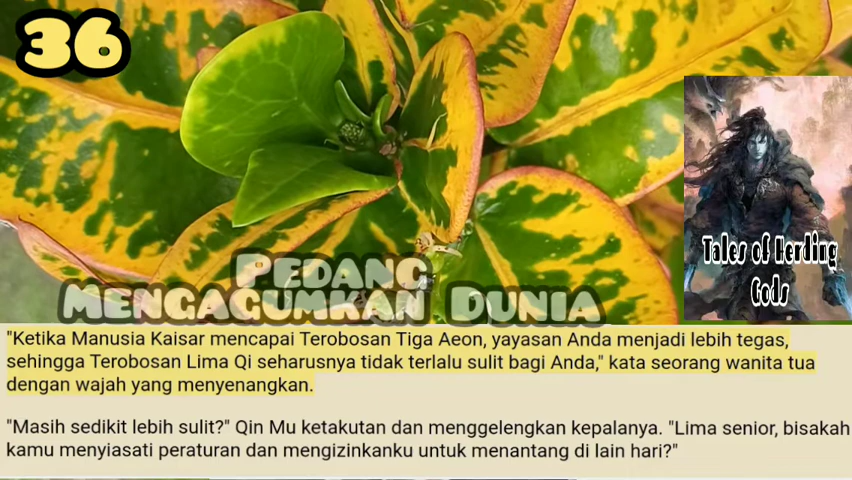 36
Tales of Herding
Gods
PEDANG
MENGAGUMKAN DUNIA
"Ketika Manusia Kaisar mencapai Terobosan Tiga Aeon, yayasan Anda menjadi lebih tegas,
sehingga Terobosan Lima Qi seharusnya tidak terlalu sulit bagi Anda," kata seorang wanita tua
dengan wajah yang menyenangkan.
"Masih sedikit lebih sulit?" Qin Mu ketakutan dan menggelengkan kepalanya. "Lima senior, bisakah
kamu menyiasati peraturan dan mengizinkanku untuk menantang di lain hari?"